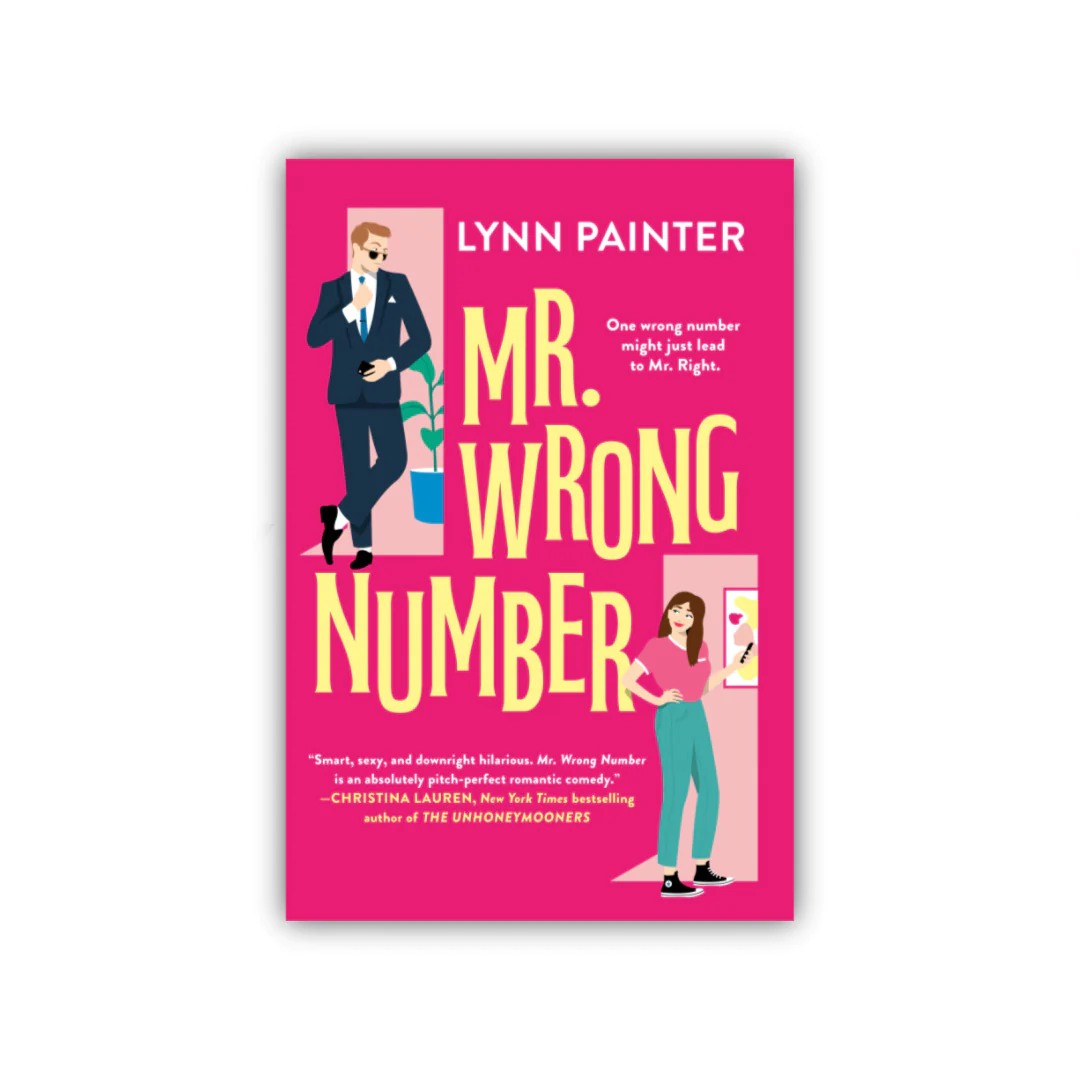 LYNN PAINTER
MR.
WRONG
NUMBER
One wrong number
might just lead
to Mr. Right.
“Smart, sexy, and downright hilarious. Mr. Wrong Number
is an absolutely pitch-perfect romantic comedy.”
—CHRISTINA LAUREN, New York Times bestselling
author of THE UNHONEYMOONERS